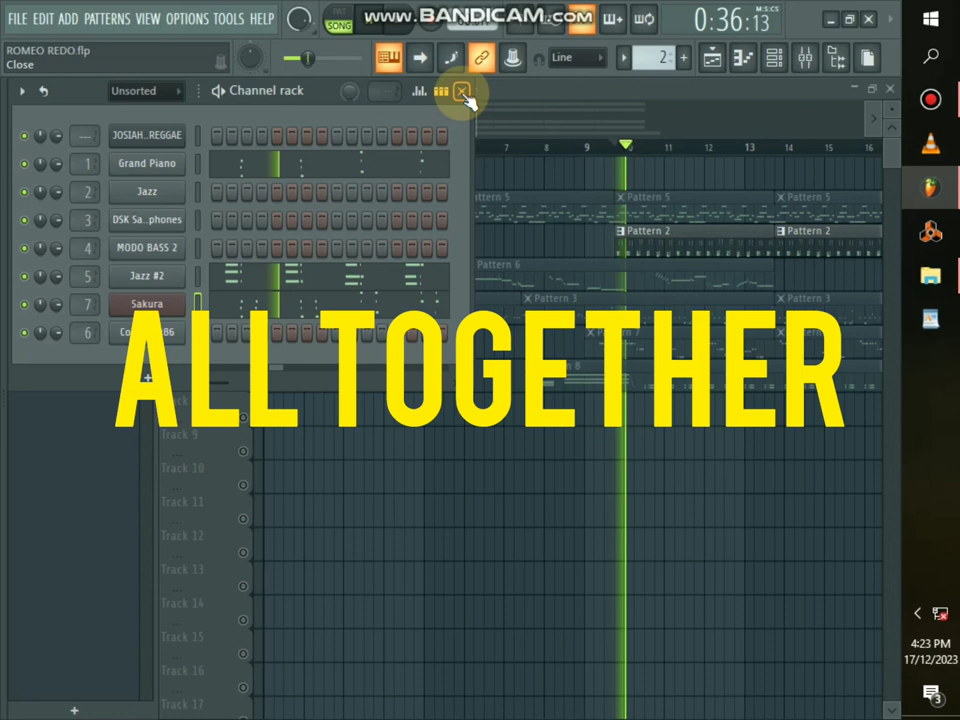 FILE EDIT ADD PATTERNS VIEW OPTIONS TOOLS HELP
SONG
www.BANDICAM.com
0:36:13
M:S:CS
ROMEO REDO.flp
Close
Line
2
Unsorted
Channel rack
JOSIAH..REGGAE
1 Grand Piano
2 Jazz
3 DSK Sa..phones
4 MODO BASS 2
5 Jazz #2
7 Sakura
6
7 8 9 10 11 12 13 14 15 16
Pattern 5
Pattern 5
Pattern 2
Pattern 2
Pattern 6
Pattern 3
Pattern 3
ALL TOGETHER
Track 9
Track 10
Track 11
Track 12
Track 13
Track 14
Track 15
Track 16
Track 17
4:23 PM
17/12/2023
3